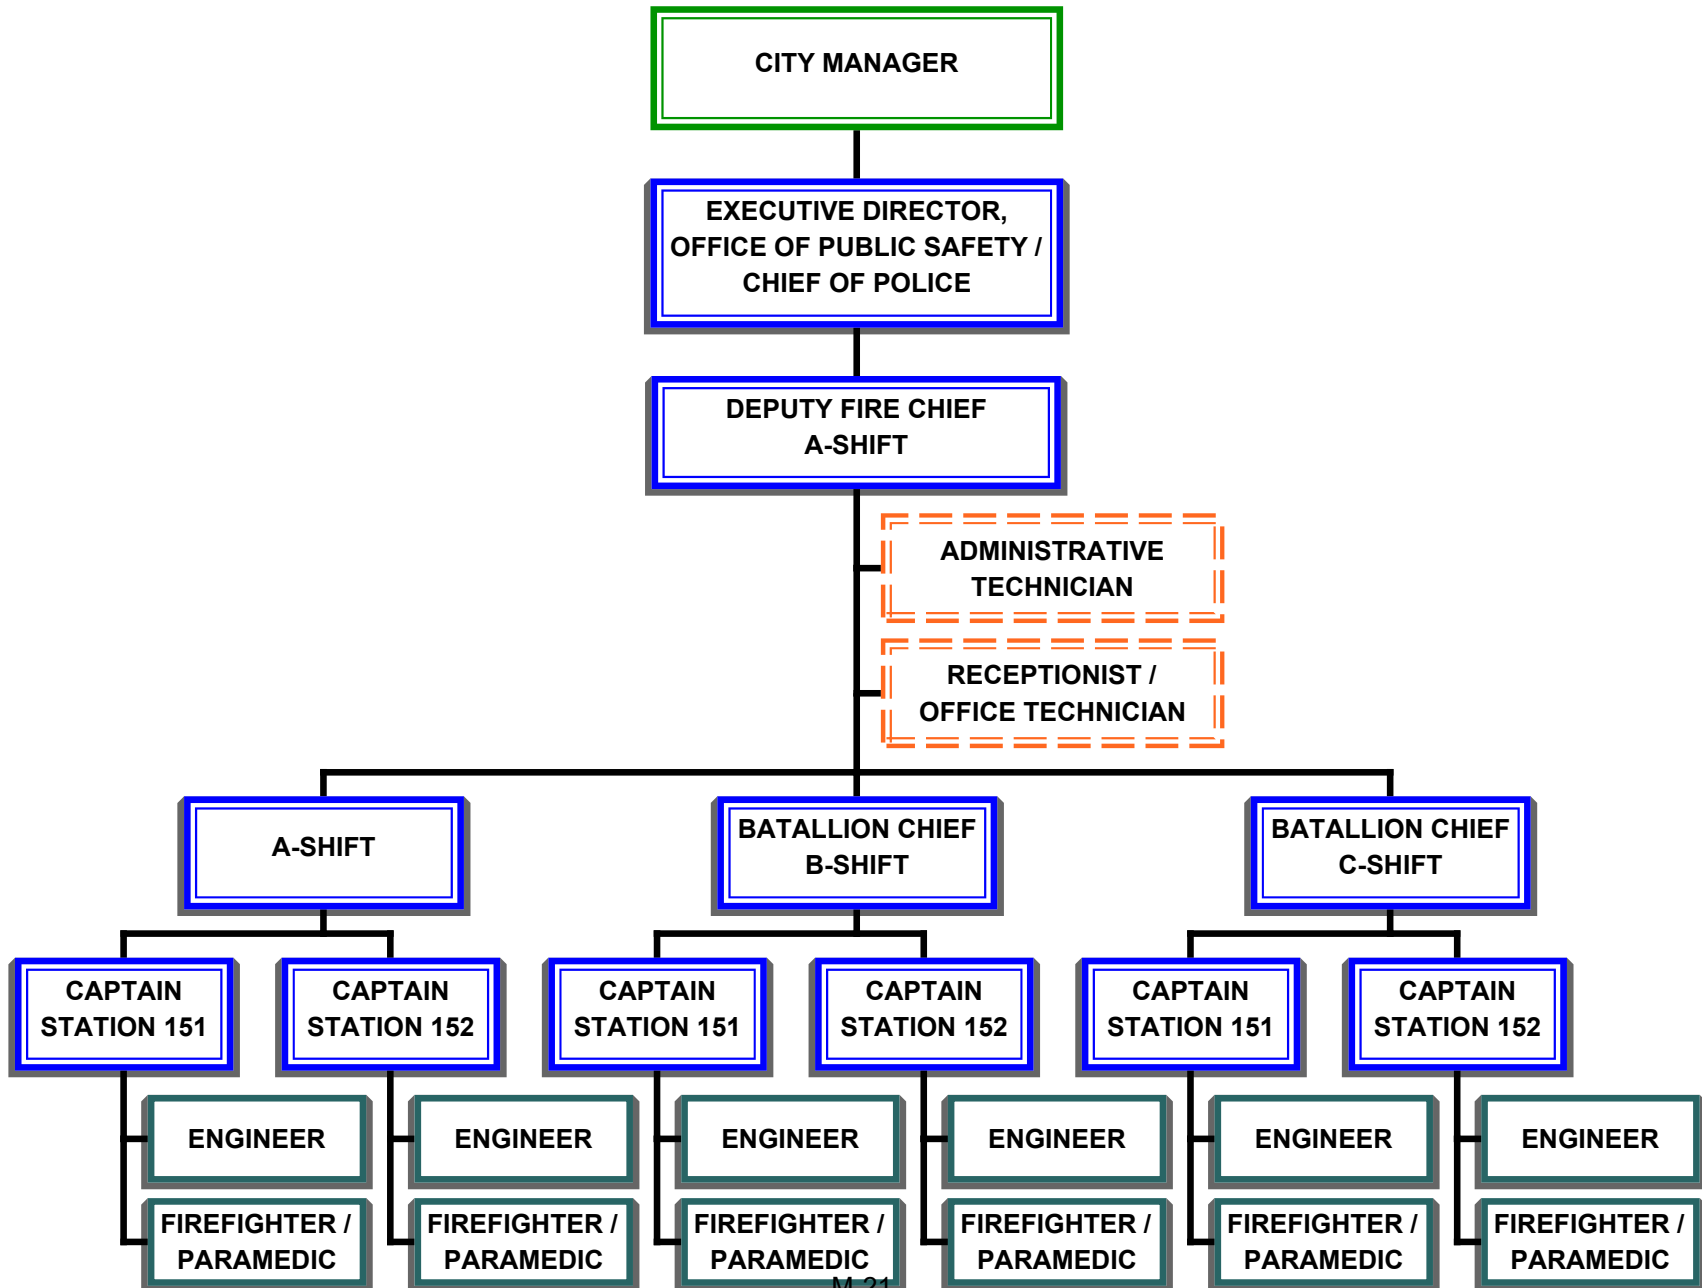 CITY MANAGER
EXECUTIVE DIRECTOR,
OFFICE OF PUBLIC SAFETY /
CHIEF OF POLICE
DEPUTY FIRE CHIEF
A-SHIFT
ADMINISTRATIVE
TECHNICIAN
RECEPTIONIST /
OFFICE TECHNICIAN
A-SHIFT
BATALLION CHIEF
B-SHIFT
BATALLION CHIEF
C-SHIFT
CAPTAIN
STATION 151
CAPTAIN
STATION 152
CAPTAIN
STATION 151
CAPTAIN
STATION 152
CAPTAIN
STATION 151
CAPTAIN
STATION 152
ENGINEER
ENGINEER
ENGINEER
ENGINEER
ENGINEER
ENGINEER
FIREFIGHTER /
PARAMEDIC
FIREFIGHTER /
PARAMEDIC
FIREFIGHTER /
PARAMEDIC
FIREFIGHTER /
PARAMEDIC
FIREFIGHTER /
PARAMEDIC
FIREFIGHTER /
PARAMEDIC
M-21